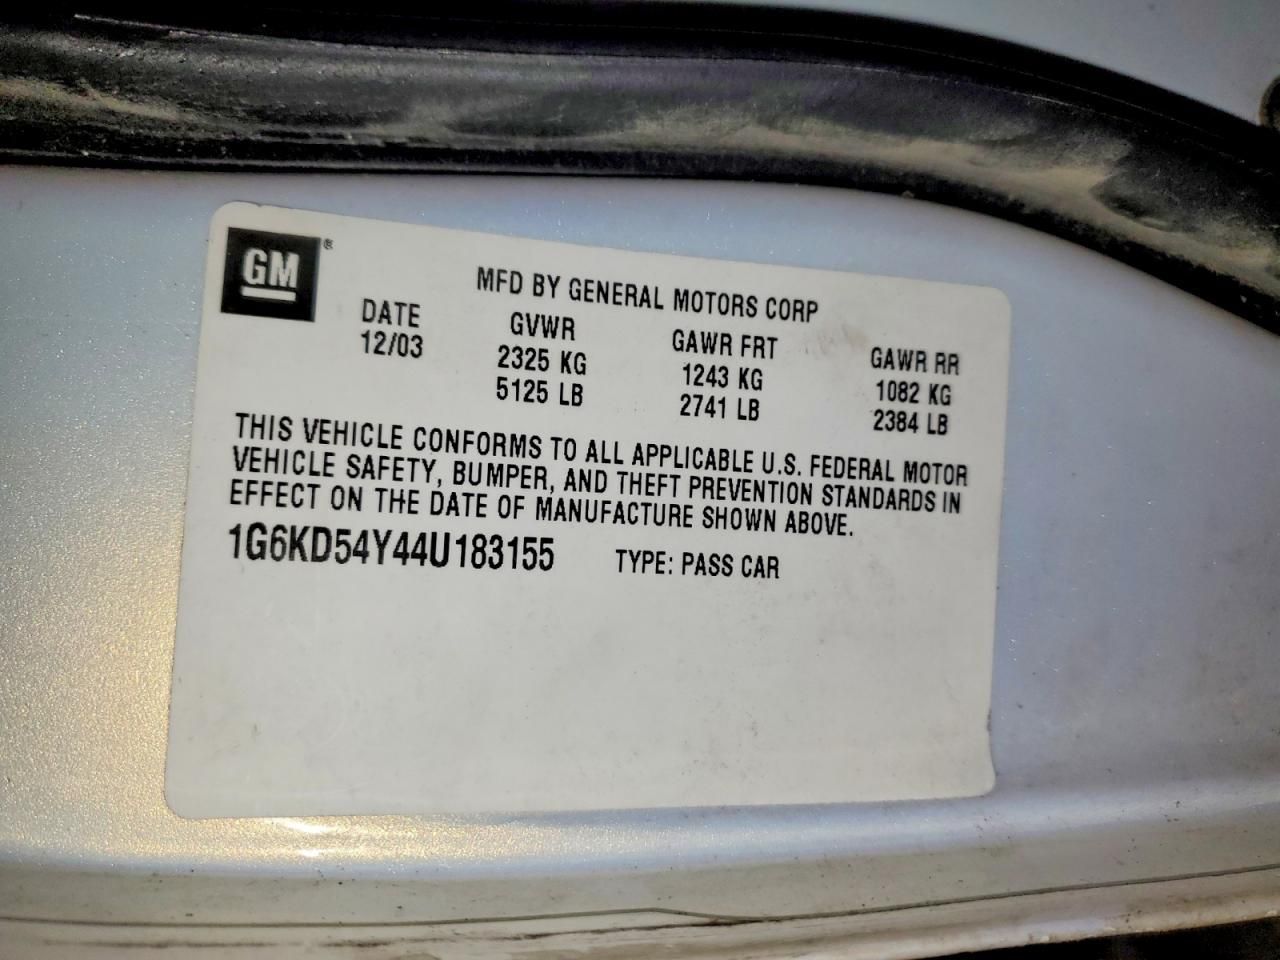 GM ®
MFD BY GENERAL MOTORS CORP
DATE GVWR GAWR FRT GAWR RR
12/03 2325 KG 1243 KG 1082 KG
5125 LB 2741 LB 2384 LB
THIS VEHICLE CONFORMS TO ALL APPLICABLE U.S. FEDERAL MOTOR
VEHICLE SAFETY, BUMPER, AND THEFT PREVENTION STANDARDS IN
EFFECT ON THE DATE OF MANUFACTURE SHOWN ABOVE.
1G6KD54Y44U183155 TYPE: PASS CAR